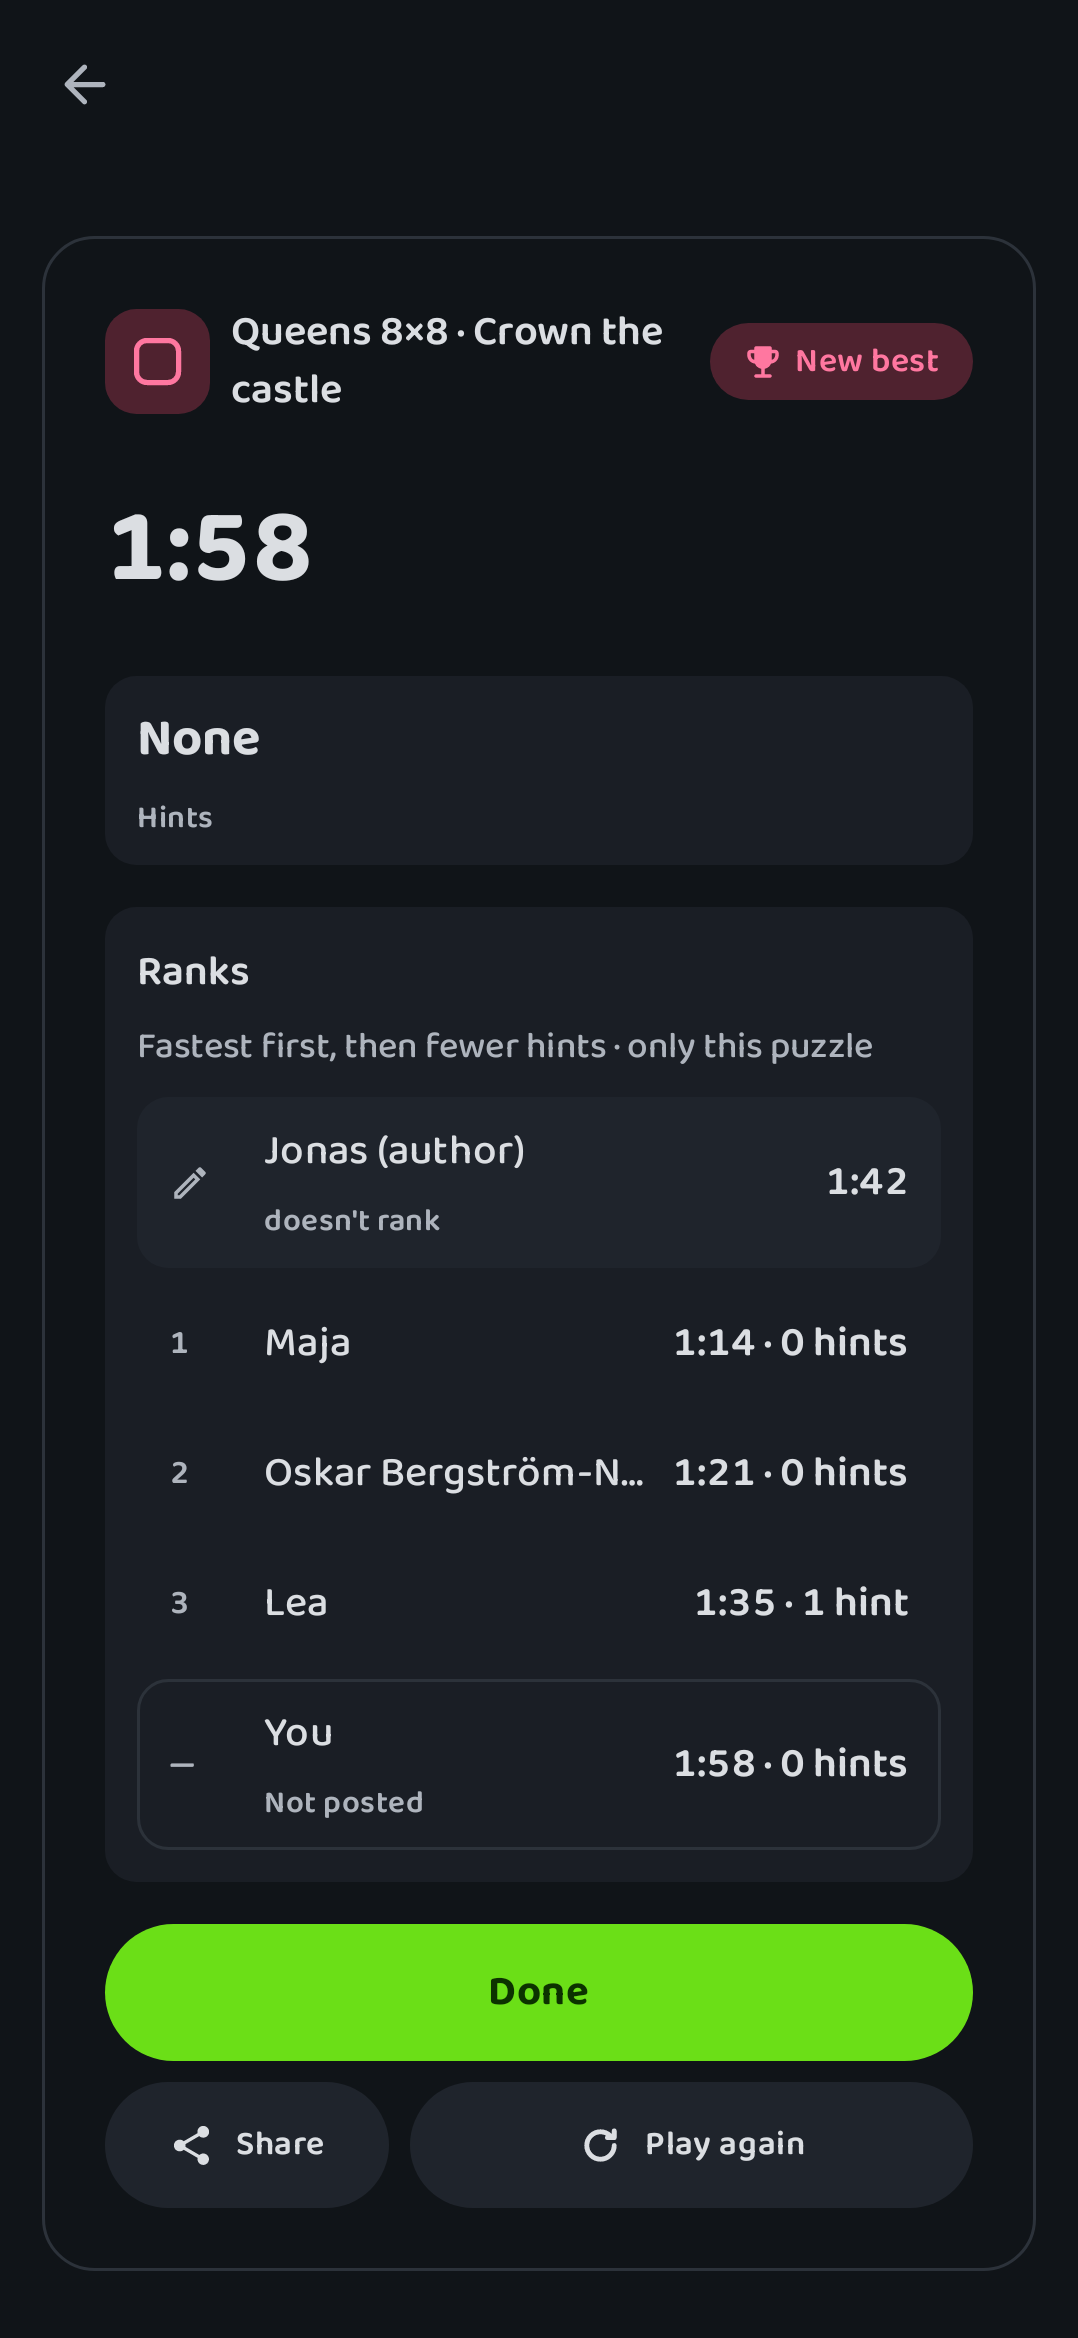 Queens 8×8 · Crown the
castle
New best
1:58
None
Hints
Ranks
Fastest first, then fewer hints · only this puzzle
Jonas (author)
doesn't rank
1:42
1 Maja 1:14 · 0 hints
2 Oskar Bergström-N… 1:21 · 0 hints
3 Lea 1:35 · 1 hint
– You 1:58 · 0 hints
Not posted
Done
Share
Play again